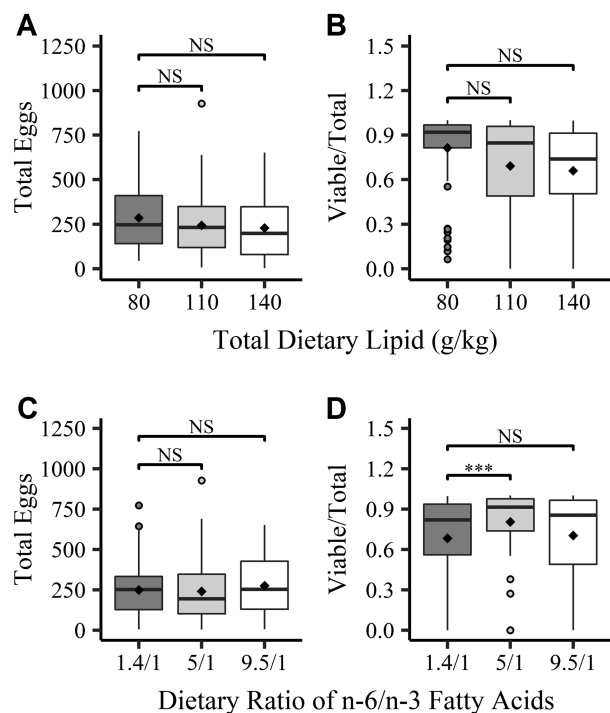 A
B
NS
NS
NS
NS
Total Eggs
1250
1000
750
500
250
0
80 110 140
Viable/Total
1.5
1.2
0.9
0.6
0.3
0.0
80 110 140
Total Dietary Lipid (g/kg)
C
D
NS
NS
NS
***
Total Eggs
1250
1000
750
500
250
0
1.4/1 5/1 9.5/1
Viable/Total
1.5
1.2
0.9
0.6
0.3
0.0
1.4/1 5/1 9.5/1
Dietary Ratio of n-6/n-3 Fatty Acids